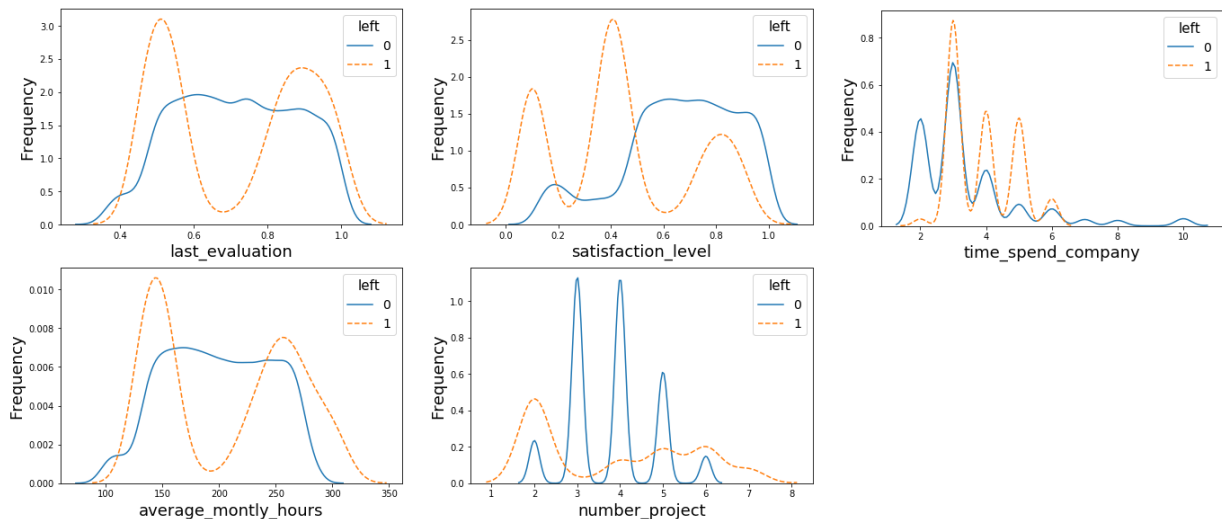 left
0
1
3.0
2.5
2.0
1.5
1.0
0.5
0.0
Frequency
0.4 0.6 0.8 1.0
last_evaluation
left
0
1
2.5
2.0
1.5
1.0
0.5
0.0
Frequency
0.0 0.2 0.4 0.6 0.8 1.0
satisfaction_level
left
0
1
0.8
0.6
0.4
0.2
0.0
Frequency
2 4 6 8 10
time_spend_company
left
0
1
0.010
0.008
0.006
0.004
0.002
0.000
Frequency
100 150 200 250 300 350
average_montly_hours
left
0
1
1.0
0.8
0.6
0.4
0.2
0.0
Frequency
1 2 3 4 5 6 7 8
number_project